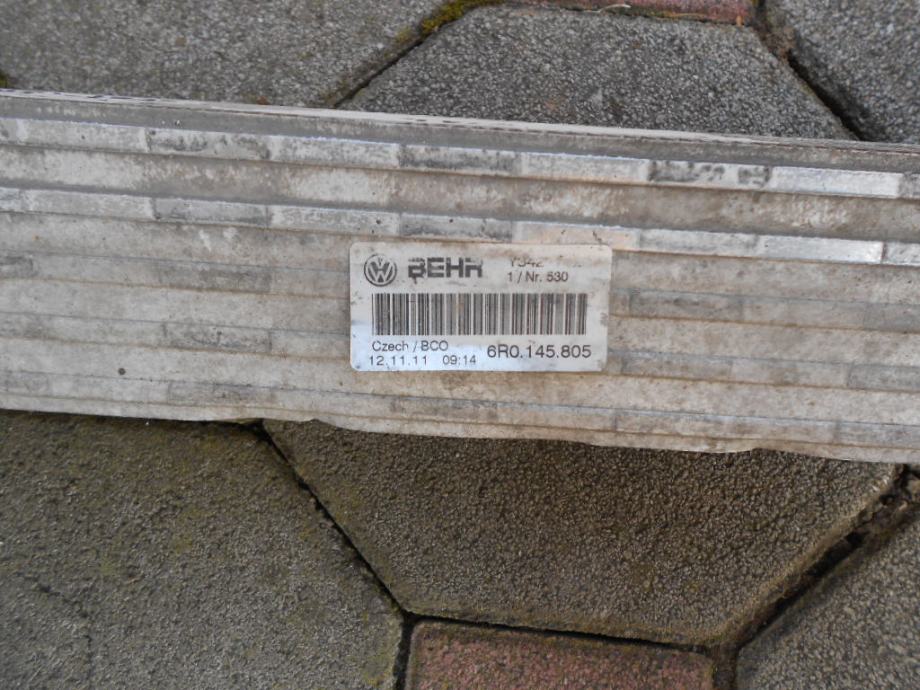 BEHR
1 / Nr. 530
Czech / BCO
12.11.11 09:14 6R0.145.805